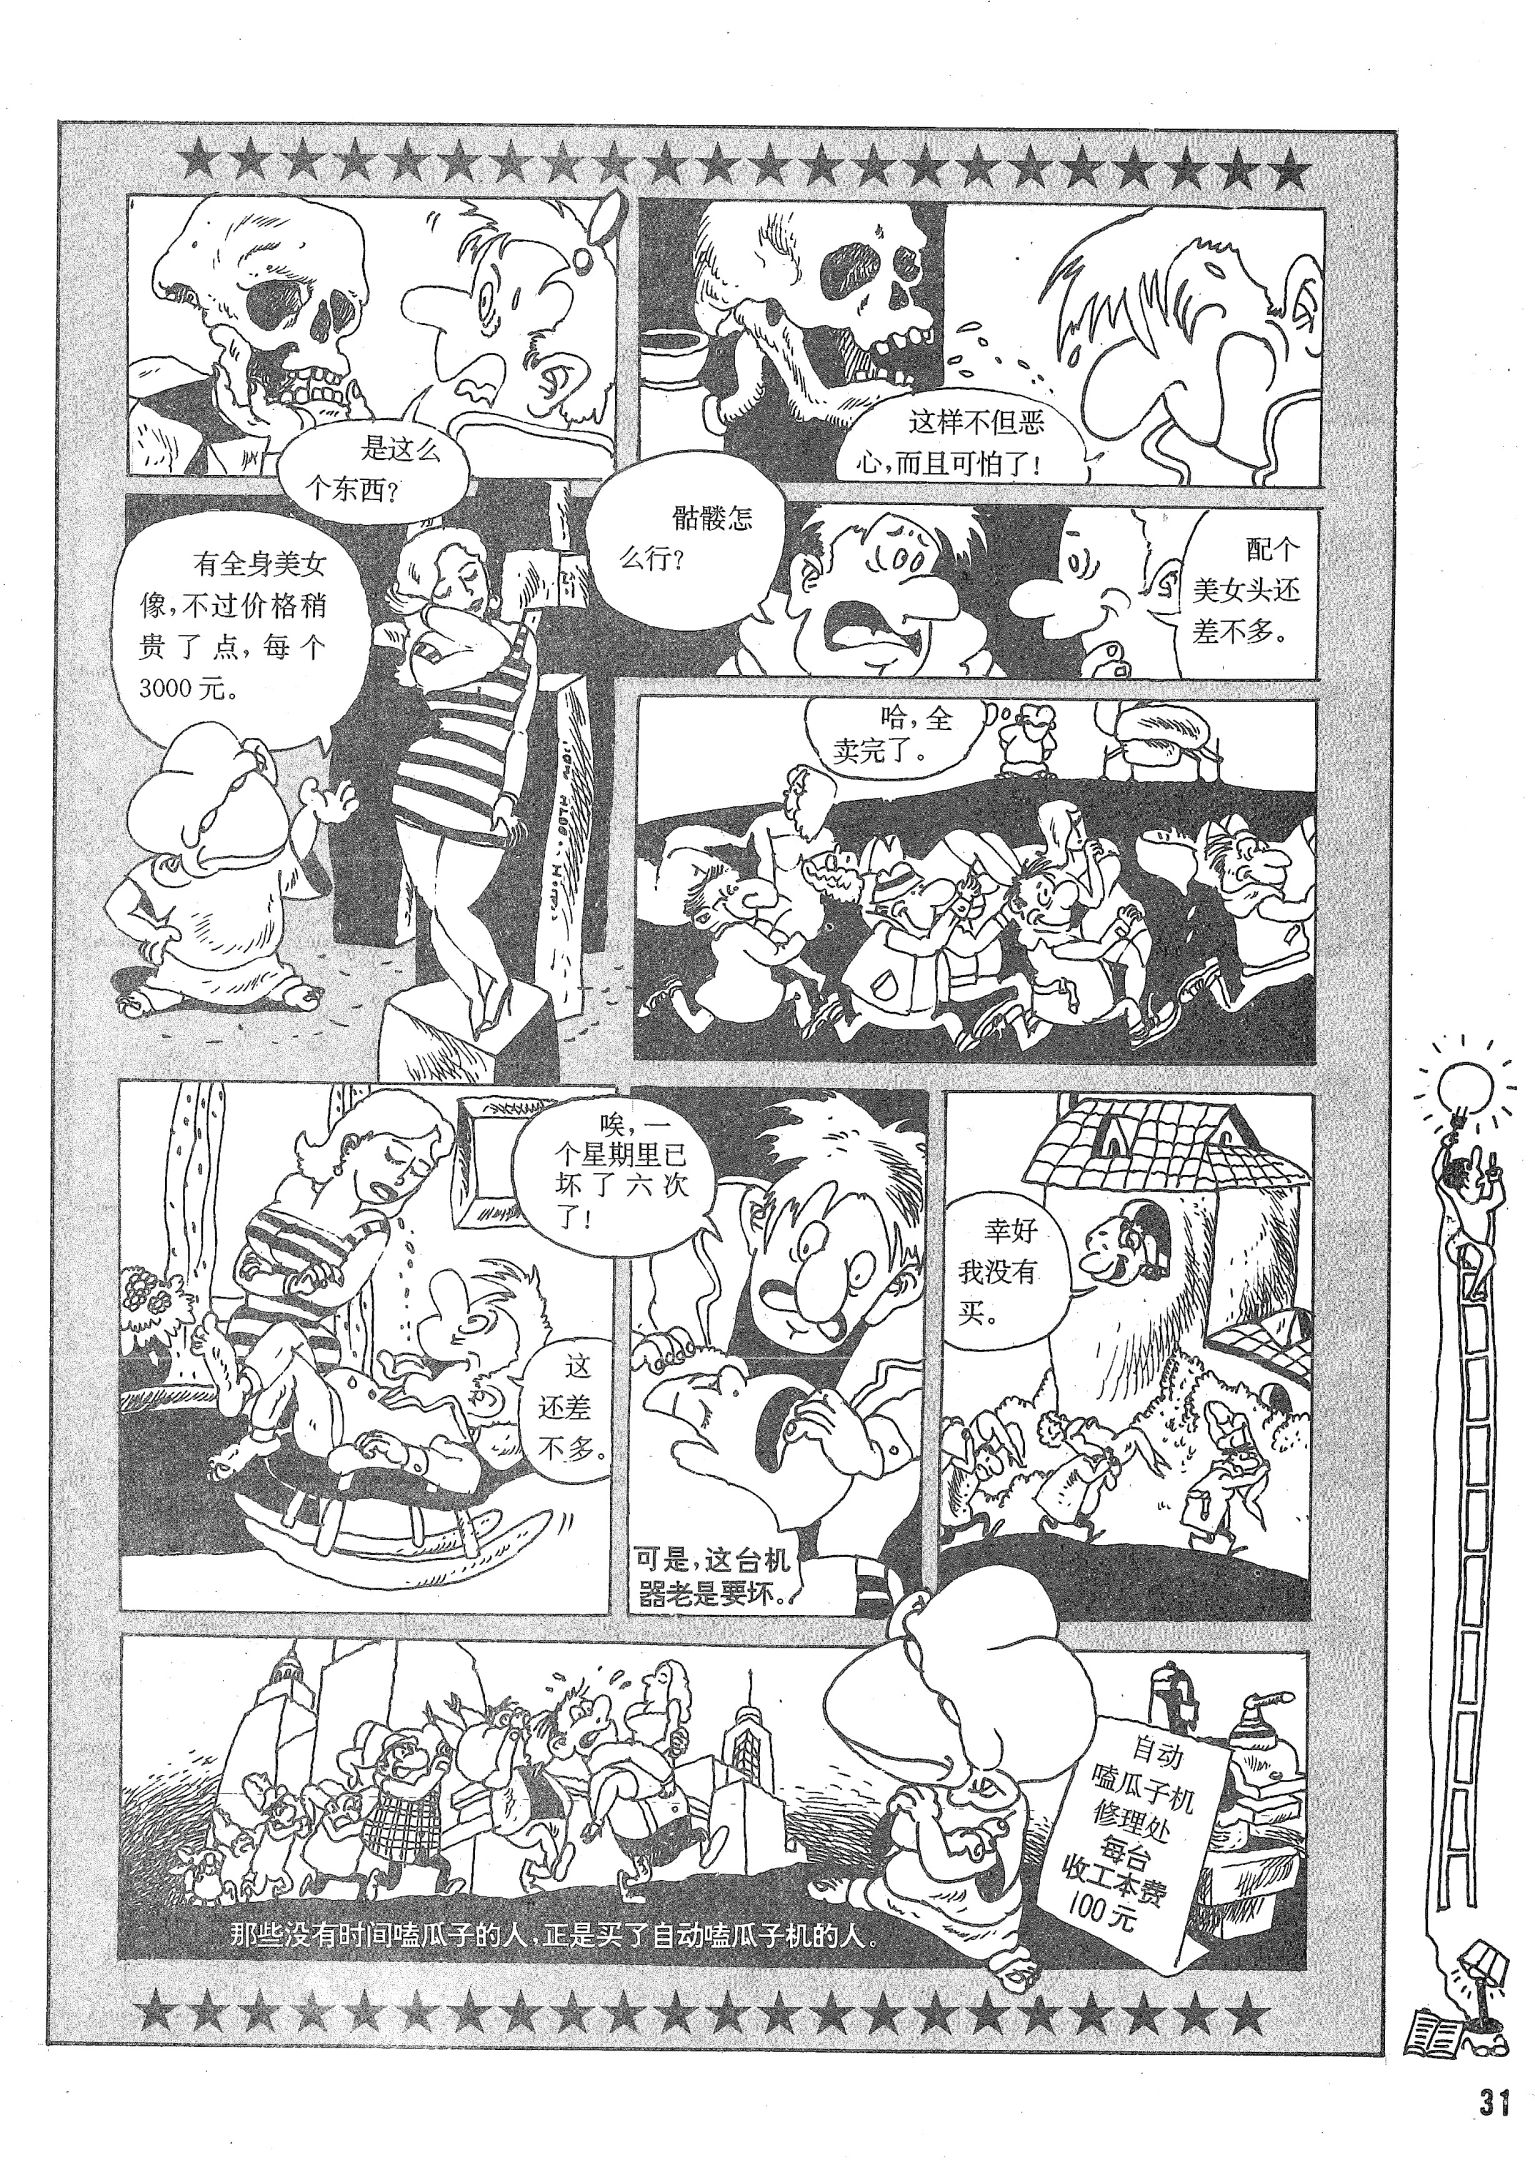 是这么
个东西?
这样不但恶
心,而且可怕了!
骷髅怎
么行?
配个
美女头还
差不多。
有全身美女
像,不过价格稍
贵了点,每个
3000元。
哈,全
卖完了。
这
还差
不多。
唉,一
个星期里已
坏了六次
了!
可是,这台机
器老是要坏。
幸好
我没有
买。
自动
嗑瓜子机
修理处
每台
收工本费
100元
那些没有时间嗑瓜子的人,正是买了自动嗑瓜子机的人。
31